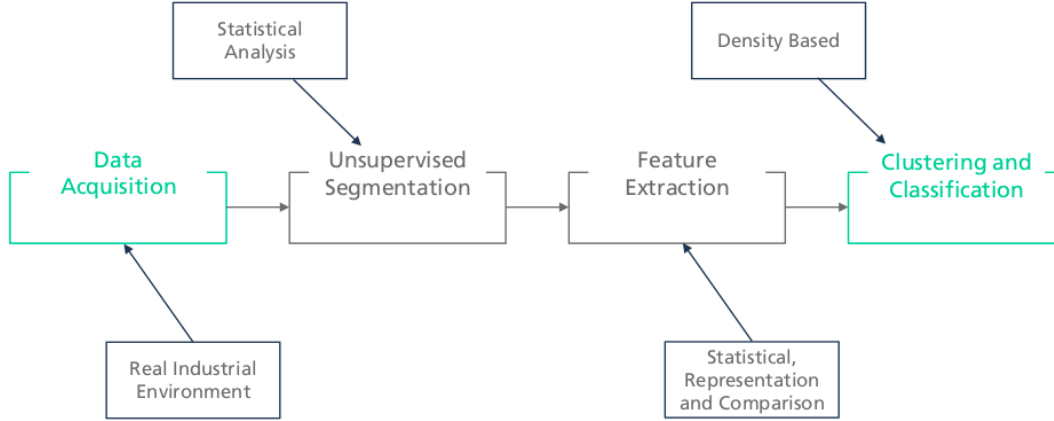 Statistical
Analysis
Density Based
Data
Acquisition
Unsupervised
Segmentation
Feature
Extraction
Clustering and
Classification
Real Industrial
Environment
Statistical,
Representation
and Comparison